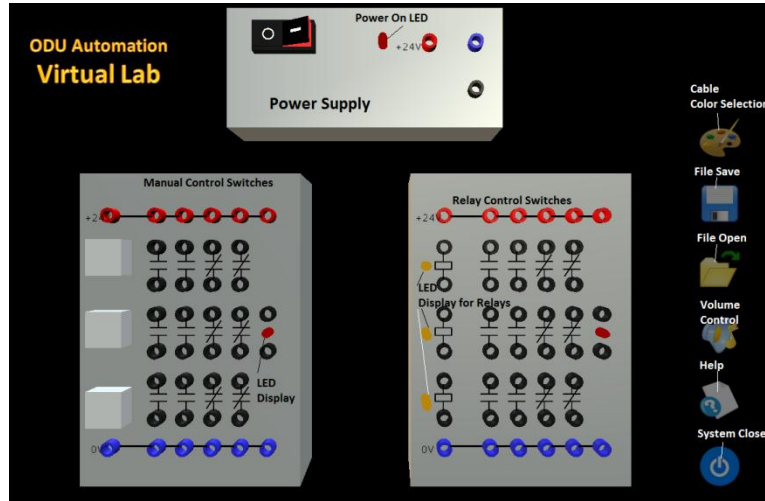 Power On LED
ODU Automation
Virtual Lab
+24V
Power Supply
Cable
Color Selection
Manual Control Switches
Relay Control Switches
File Save
+24
+24V
File Open
LED
Display for Relays
Volume
Control
Help
LED
Display
System Close
0V
0V